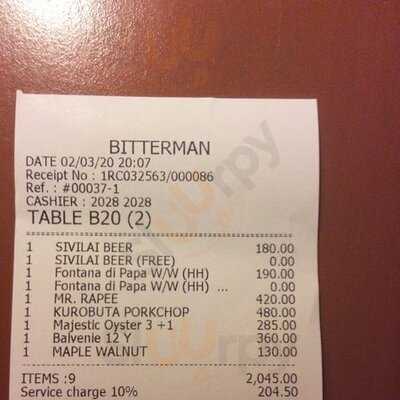 BITTERMAN
DATE 02/03/20 20:07
Receipt No : 1RC032563/000086
Ref. : #00037-1
CASHIER : 2028 2028
TABLE B20 (2)
1 SIVILAI BEER 180.00
1 SIVILAI BEER (FREE) 0.00
1 Fontana di Papa W/W (HH) 190.00
1 Fontana di Papa W/W (HH) ... 0.00
1 MR. RAPEE 420.00
1 KUROBUTA PORKCHOP 480.00
1 Majestic Oyster 3 +1 285.00
1 Balvenie 12 Y 360.00
1 MAPLE WALNUT 130.00
ITEMS :9 2,045.00
Service charge 10% 204.50